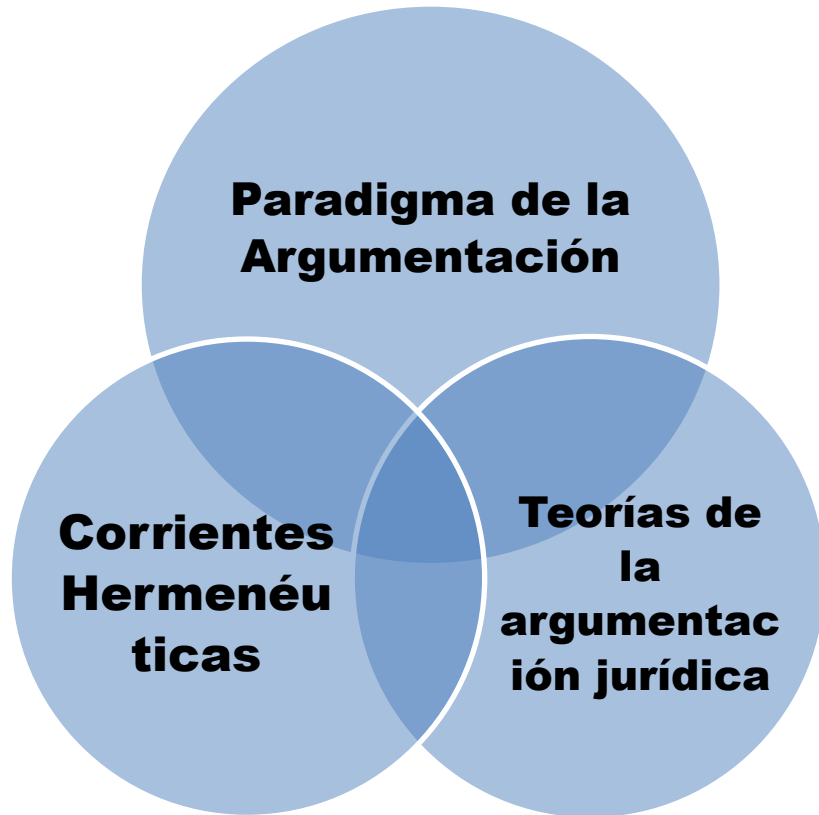 Paradigma de la
Argumentación
Corrientes
Hermenéu
ticas
Teorías de
la
argumentac
ión jurídica